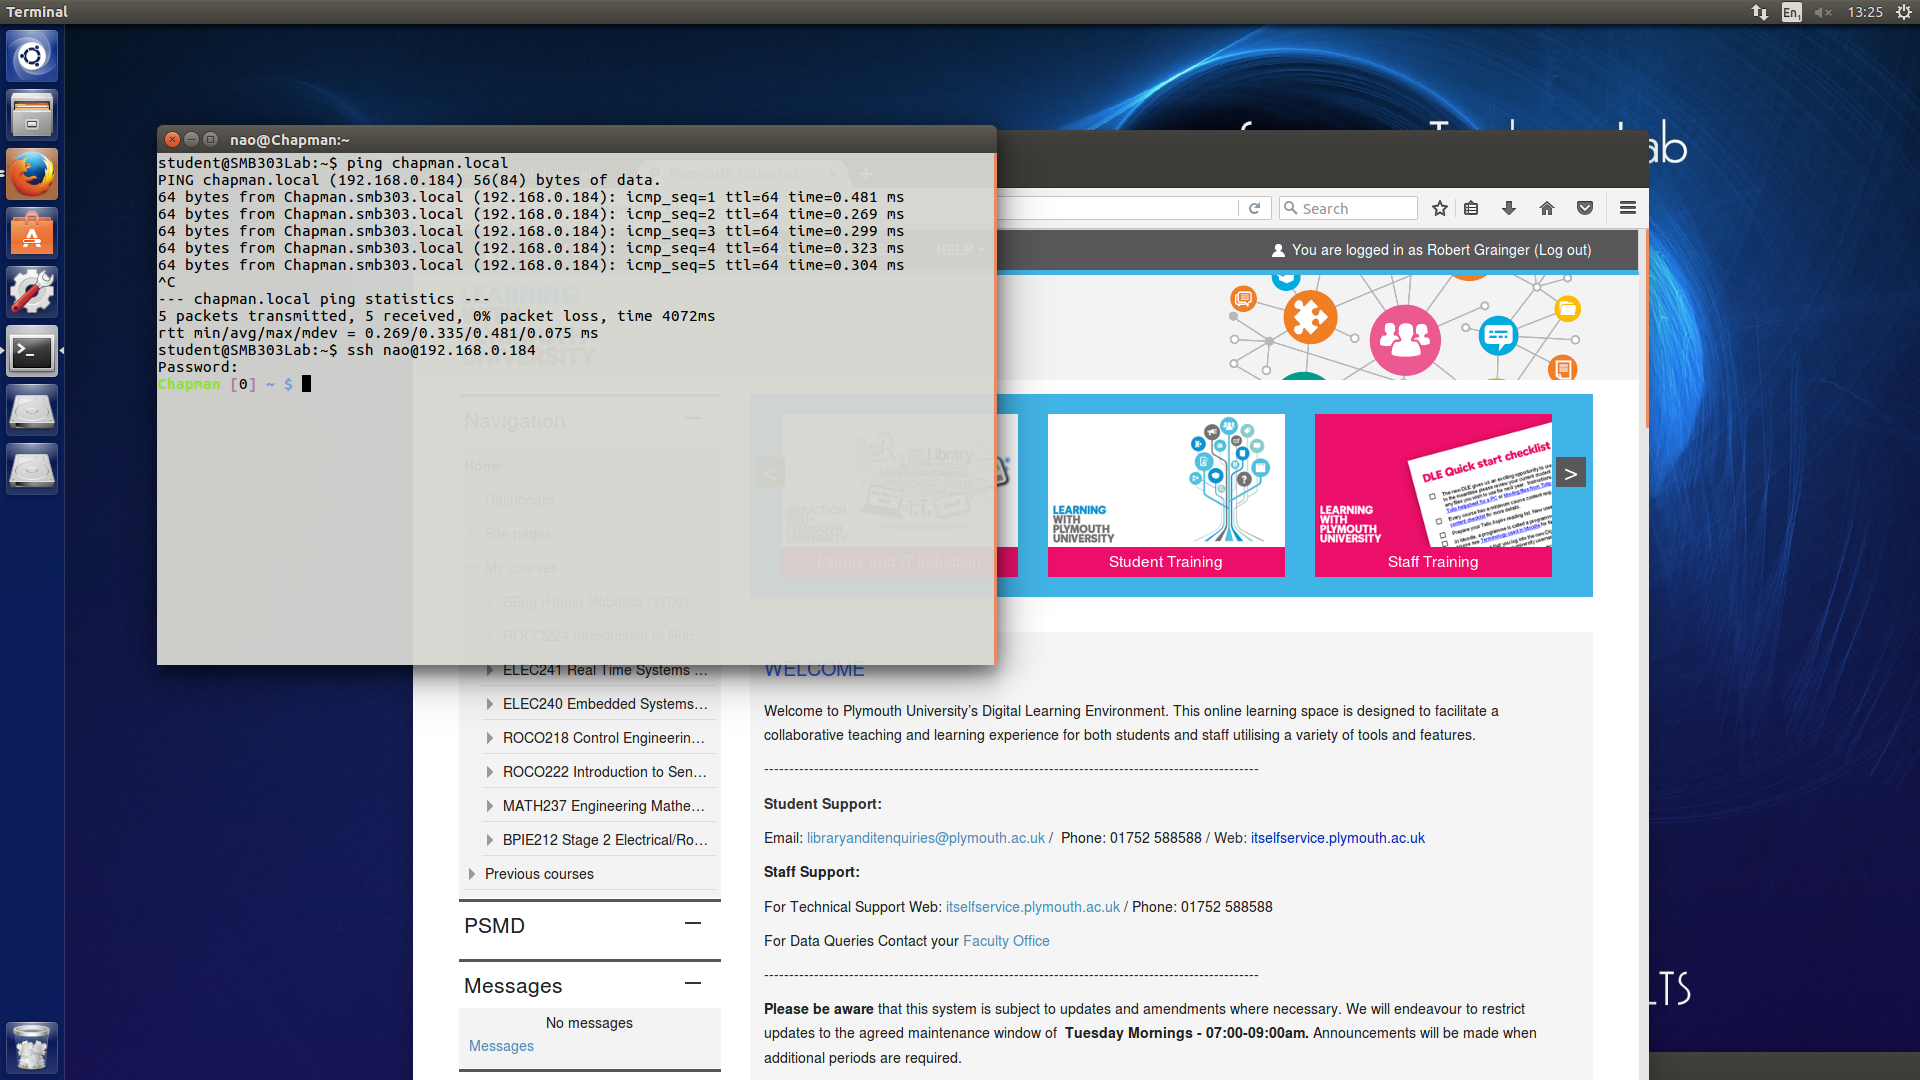 Terminal
En1
13:25
ab
LTS
nao@Chapman:~
student@SMB303Lab:~$ ping chapman.local
PING chapman.local (192.168.0.184) 56(84) bytes of data.
64 bytes from Chapman.smb303.local (192.168.0.184): icmp_seq=1 ttl=64 time=0.481 ms
64 bytes from Chapman.smb303.local (192.168.0.184): icmp_seq=2 ttl=64 time=0.269 ms
64 bytes from Chapman.smb303.local (192.168.0.184): icmp_seq=3 ttl=64 time=0.299 ms
64 bytes from Chapman.smb303.local (192.168.0.184): icmp_seq=4 ttl=64 time=0.323 ms
64 bytes from Chapman.smb303.local (192.168.0.184): icmp_seq=5 ttl=64 time=0.304 ms
^C
--- chapman.local ping statistics ---
5 packets transmitted, 5 received, 0% packet loss, time 4072ms
rtt min/avg/max/mdev = 0.269/0.335/0.481/0.075 ms
student@SMB303Lab:~$ ssh nao@192.168.0.184
Password:
Chapman [0] ~ $
Plymouth Universit
Search
HELP
You are logged in as Robert Grainger (Log out)
LEARNING
UNIVERSITY
Navigation
Home
Dashboard
Site pages
My courses
BEng (Hons) Robotics (3700)
ROCO224 Introduction to Rob...
ELEC241 Real Time Systems ...
ELEC240 Embedded Systems...
ROCO218 Control Engineerin...
ROCO222 Introduction to Sen...
MATH237 Engineering Mathe...
BPIE212 Stage 2 Electrical/Ro...
Previous courses
PSMD
Messages
No messages
Messages
<
Library
I.T.
INDUCTION
WITH
PLYMOUTH
UNIVERSITY
Library and IT Induction
LEARNING
WITH
PLYMOUTH
UNIVERSITY
Student Training
DLE Quick start checklist
LEARNING
WITH
PLYMOUTH
UNIVERSITY
Staff Training
>
WELCOME
Welcome to Plymouth University's Digital Learning Environment. This online learning space is designed to facilitate a
collaborative teaching and learning experience for both students and staff utilising a variety of tools and features.
---------------------------------------------------------------------------------------------------
Student Support:
Email: libraryanditenquiries@plymouth.ac.uk / Phone: 01752 588588 / Web: itselfservice.plymouth.ac.uk
Staff Support:
For Technical Support Web: itselfservice.plymouth.ac.uk / Phone: 01752 588588
For Data Queries Contact your Faculty Office
---------------------------------------------------------------------------------------------------
Please be aware that this system is subject to updates and amendments where necessary. We will endeavour to restrict
updates to the agreed maintenance window of Tuesday Mornings - 07:00-09:00am. Announcements will be made when
additional periods are required.